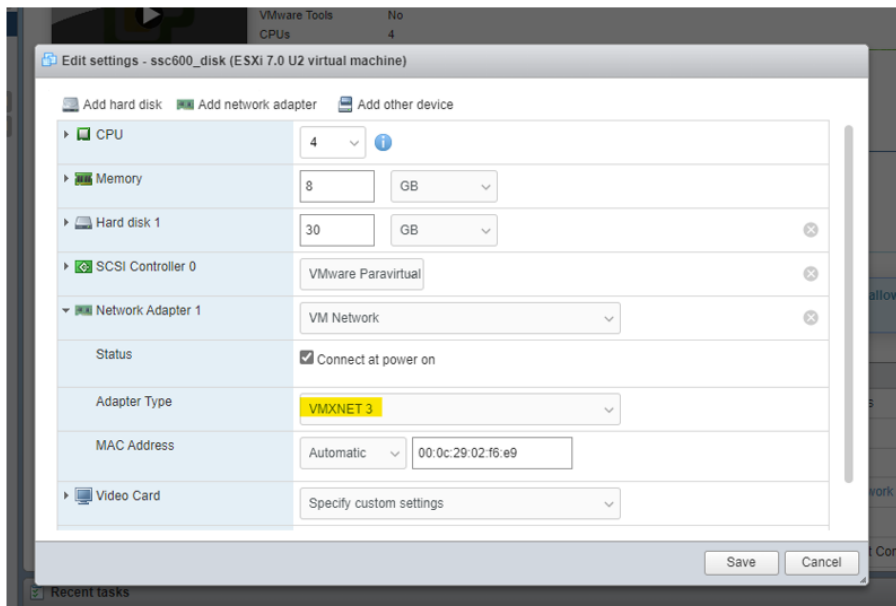 VMware Tools No
CPUs 4
Edit settings - ssc600_disk (ESXi 7.0 U2 virtual machine)
Add hard disk Add network adapter Add other device
CPU 4
Memory 8 GB
Hard disk 1 30 GB
SCSI Controller 0 VMware Paravirtual
Network Adapter 1 VM Network
Status Connect at power on
Adapter Type VMXNET 3
MAC Address Automatic 00:0c:29:02:f6:e9
Video Card Specify custom settings
Save Cancel
Recent tasks